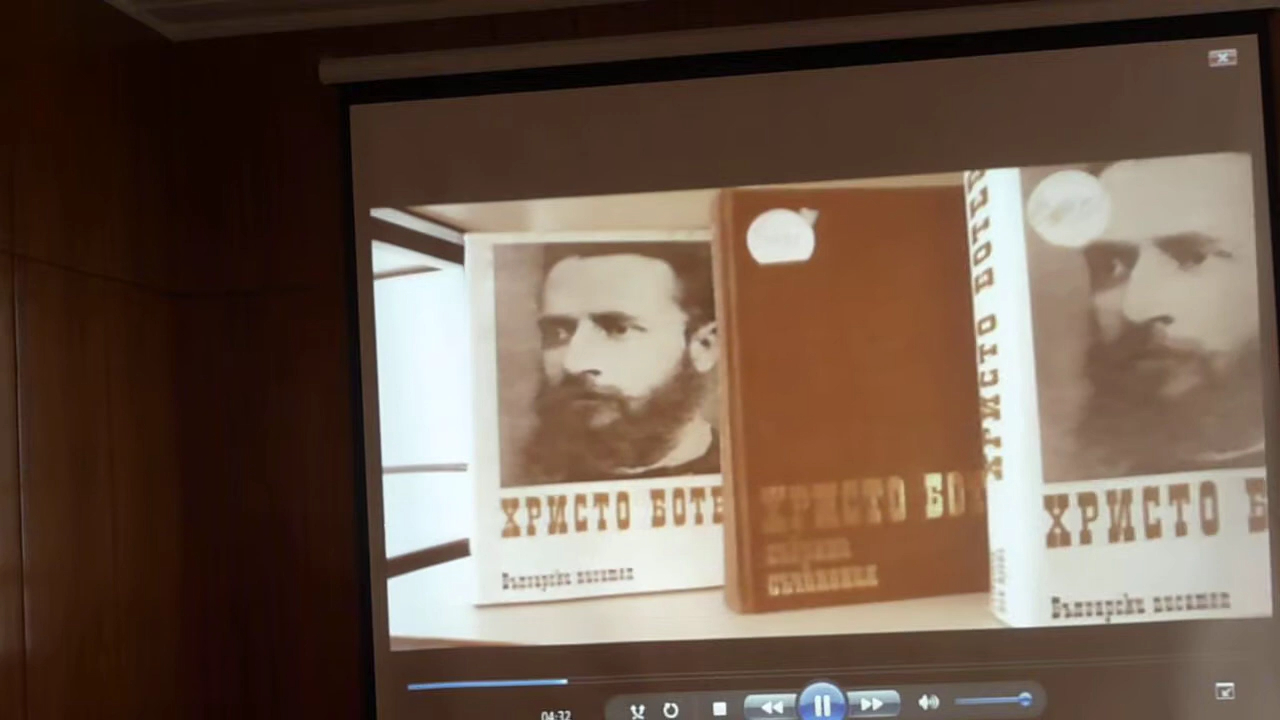 ХРИСТО БОТЕ
Български писател
ХРИСТО БОТ
събрани
съчинения
ХРИСТО БОТЕВ
ХРИСТО Б
Български писател
04:32